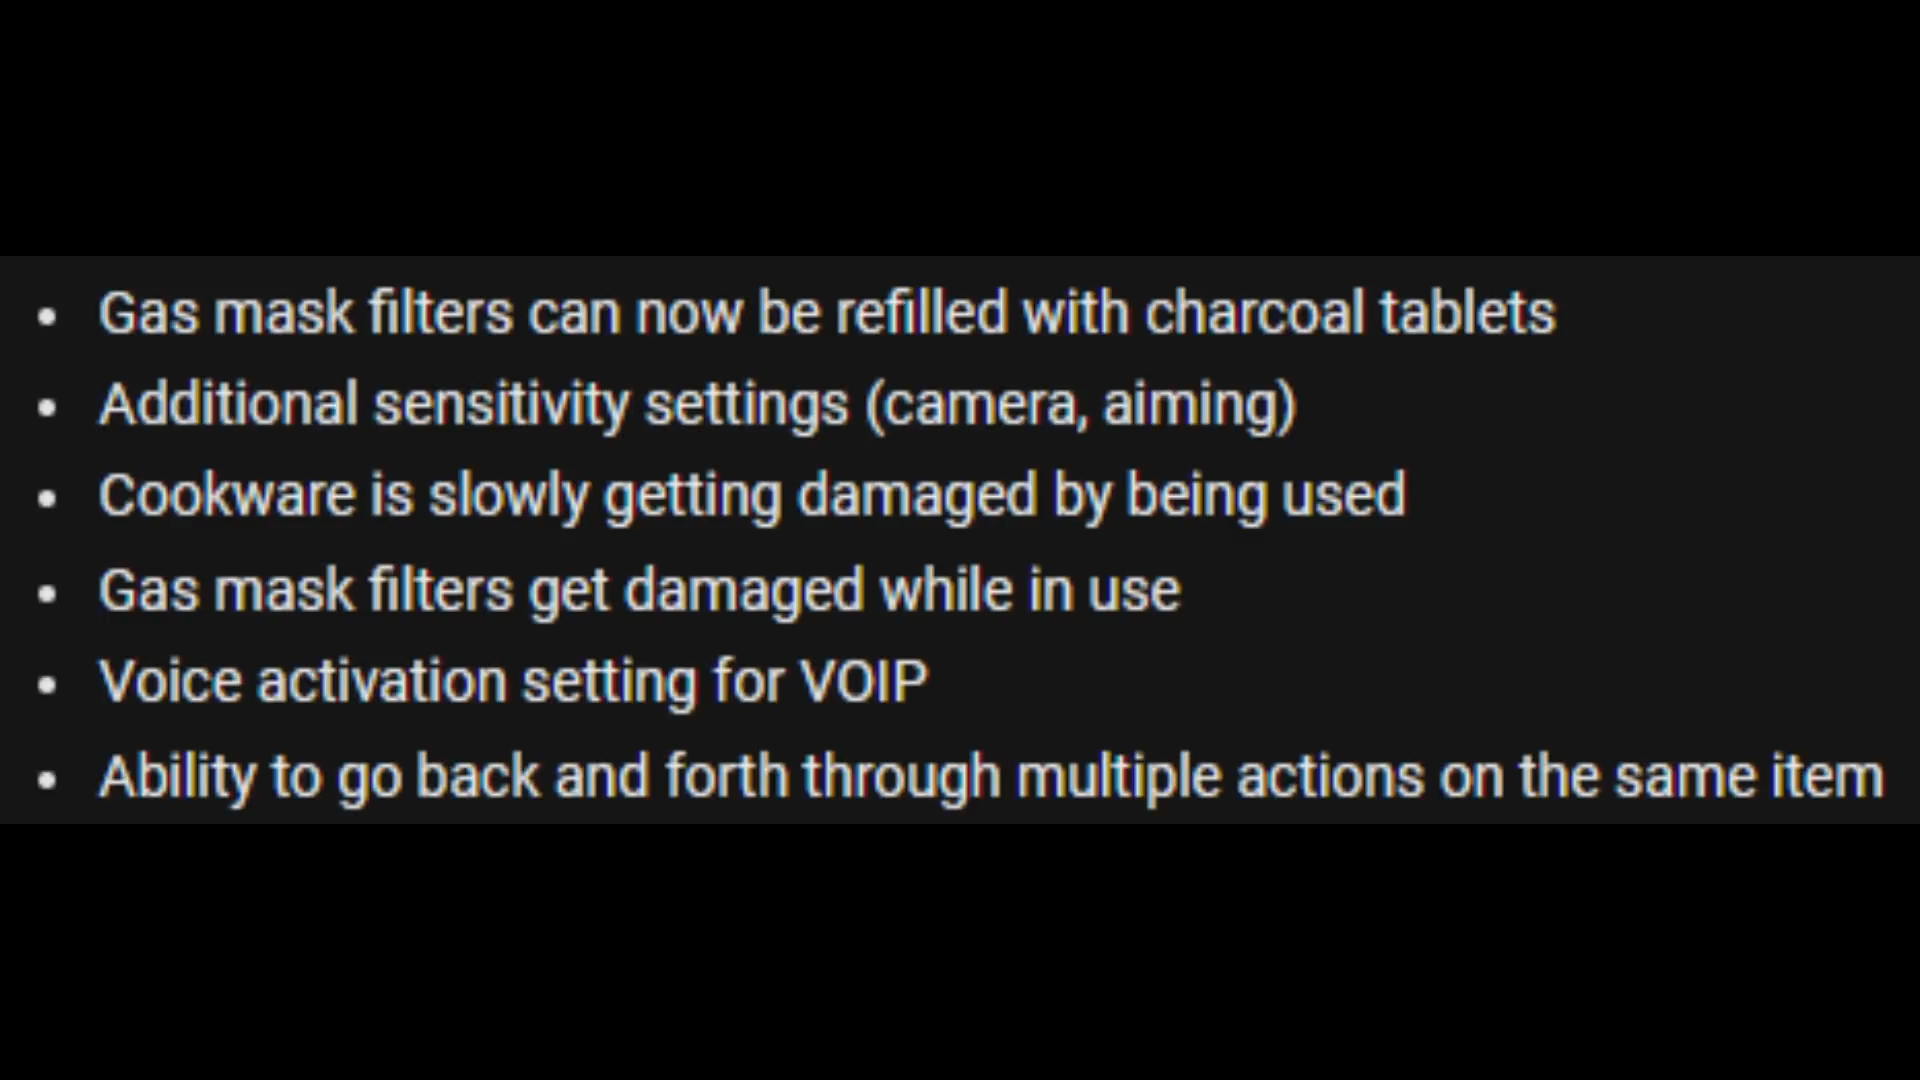 • Gas mask filters can now be refilled with charcoal tablets
• Additional sensitivity settings (camera, aiming)
• Cookware is slowly getting damaged by being used
• Gas mask filters get damaged while in use
• Voice activation setting for VOIP
• Ability to go back and forth through multiple actions on the same item